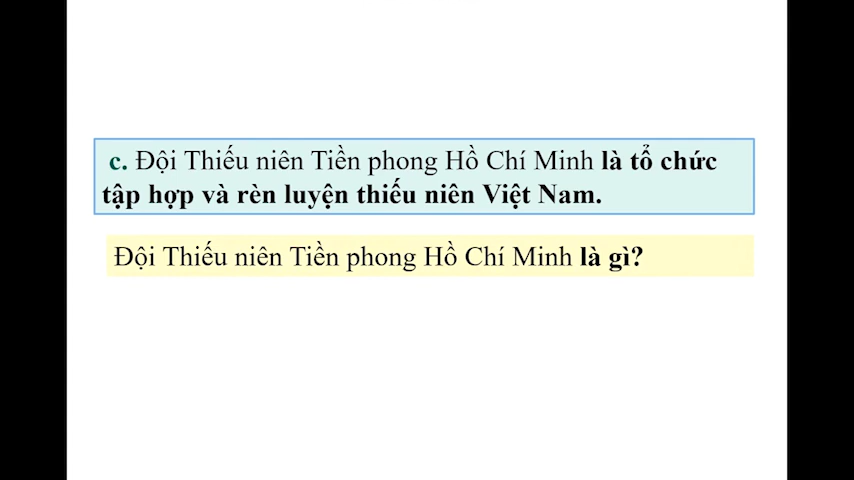 c. Đội Thiếu niên Tiền phong Hồ Chí Minh là tổ chức
tập hợp và rèn luyện thiếu niên Việt Nam.
Đội Thiếu niên Tiền phong Hồ Chí Minh là gì?